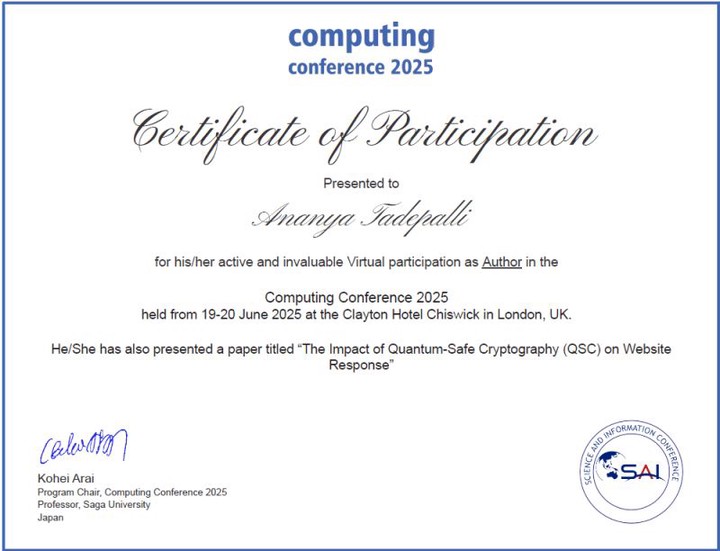 computing
conference 2025
Certificate of Participation
Presented to
Ananya Tadepalli
for his/her active and invaluable Virtual participation as Author in the
Computing Conference 2025
held from 19-20 June 2025 at the Clayton Hotel Chiswick in London, UK.
He/She has also presented a paper titled “The Impact of Quantum-Safe Cryptography (QSC) on Website
Response”
Kohei Arai
Program Chair, Computing Conference 2025
Professor, Saga University
Japan
SCIENCE AND INFORMATION CONFERENCE
SAI